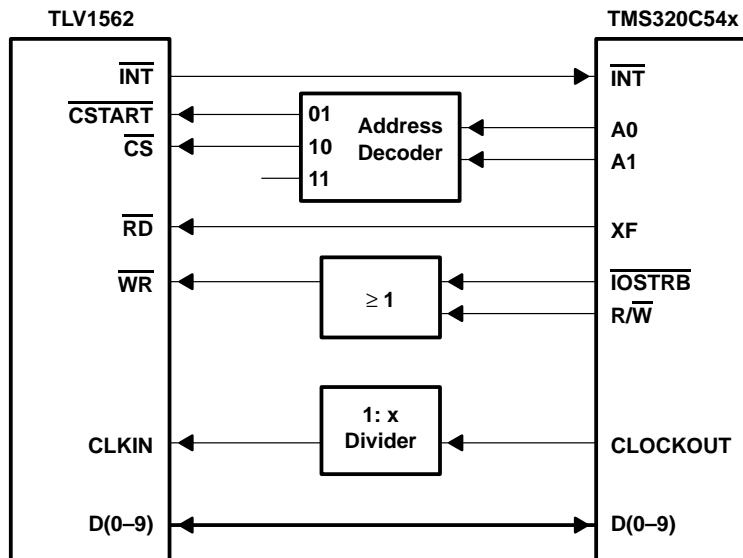 TLV1562 TMS320C54x
INT INT
CSTART 01 Address Decoder A0
CS 10 A1
11
RD XF
WR ≥ 1 IOSTRB
R/W
1: x
CLKIN Divider CLOCKOUT
D(0–9) D(0–9)